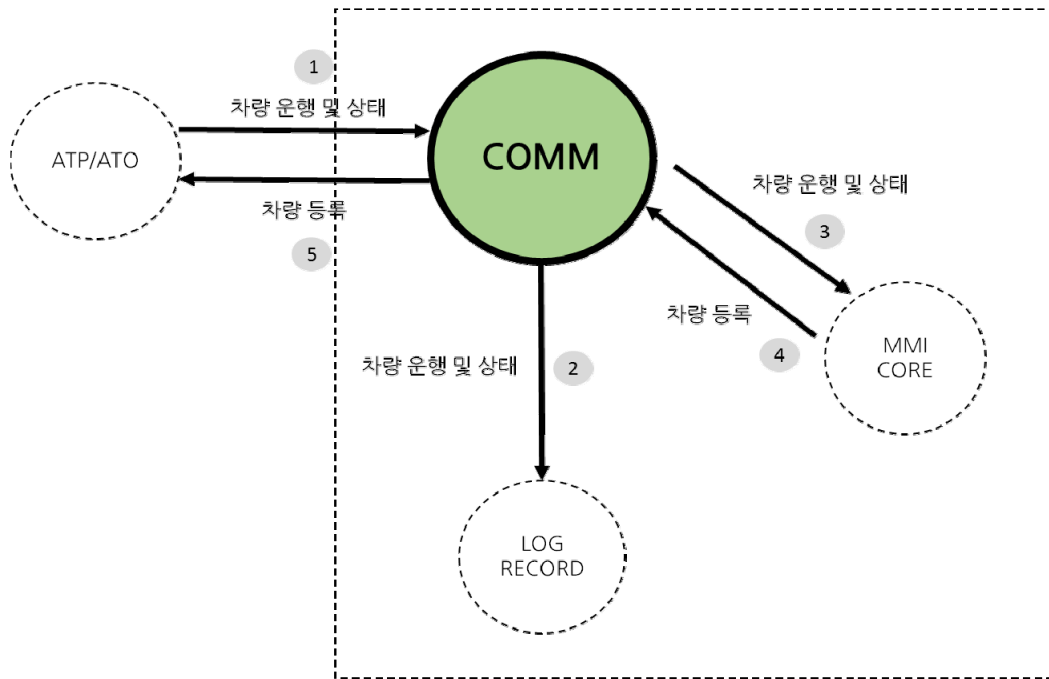 1
차량 운행 및 상태
ATP/ATO
COMM
차량 등록
5
차량 운행 및 상태
3
차량 등록
4
MMI
CORE
차량 운행 및 상태
2
LOG
RECORD